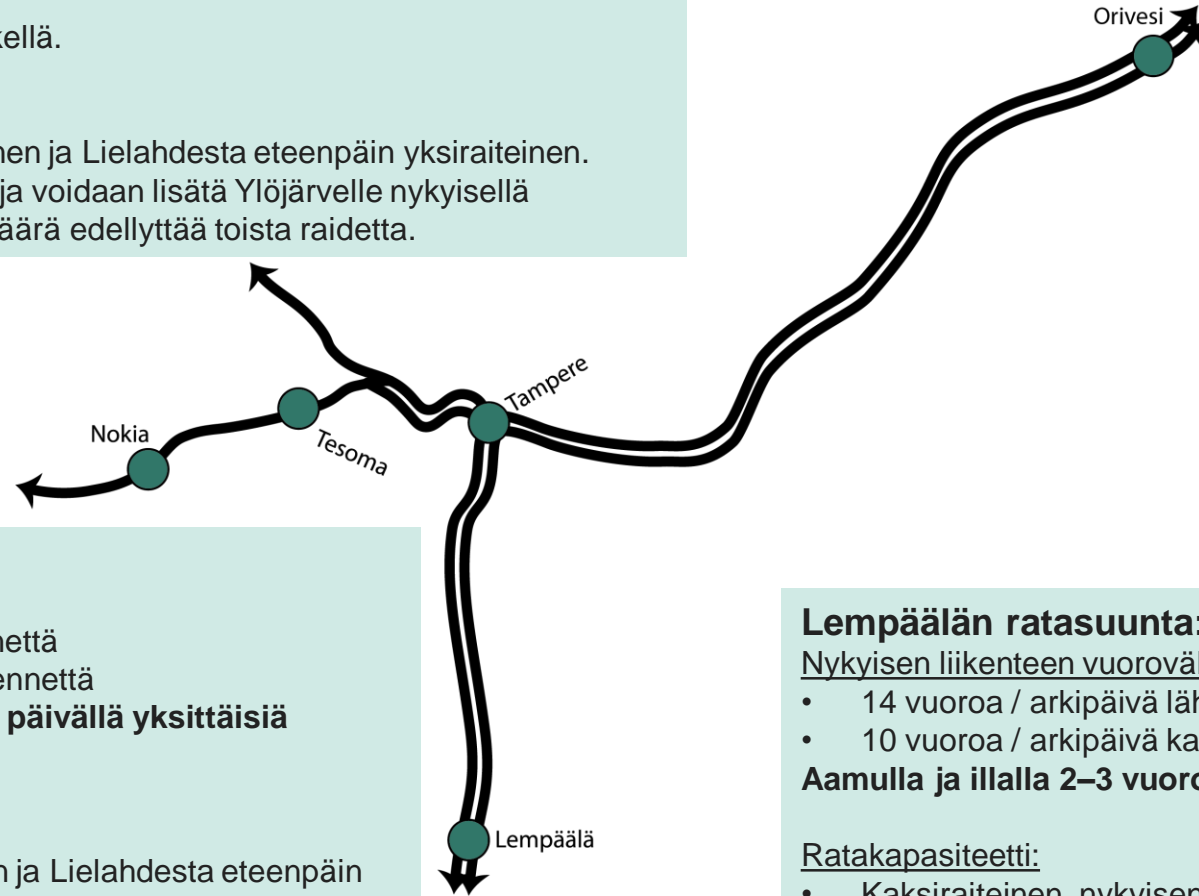 kellä.
nen ja Lielahdesta eteenpäin yksiraiteinen.
ja voidaan lisätä Ylöjärvelle nykyisellä
äärä edellyttää toista raidetta.
Orivesi
Tampere
Nokia
Tesoma
Lempäälä
nettä
ennettä
päivällä yksittäisiä
n ja Lielahdesta eteenpäin
Lempäälän ratasuunta:
Nykyisen liikenteen vuoroväl
• 14 vuoroa / arkipäivä läh
• 10 vuoroa / arkipäivä ka
Aamulla ja illalla 2–3 vuoro
Ratakapasiteetti:
• Kaksiraiteinen, nykyisen